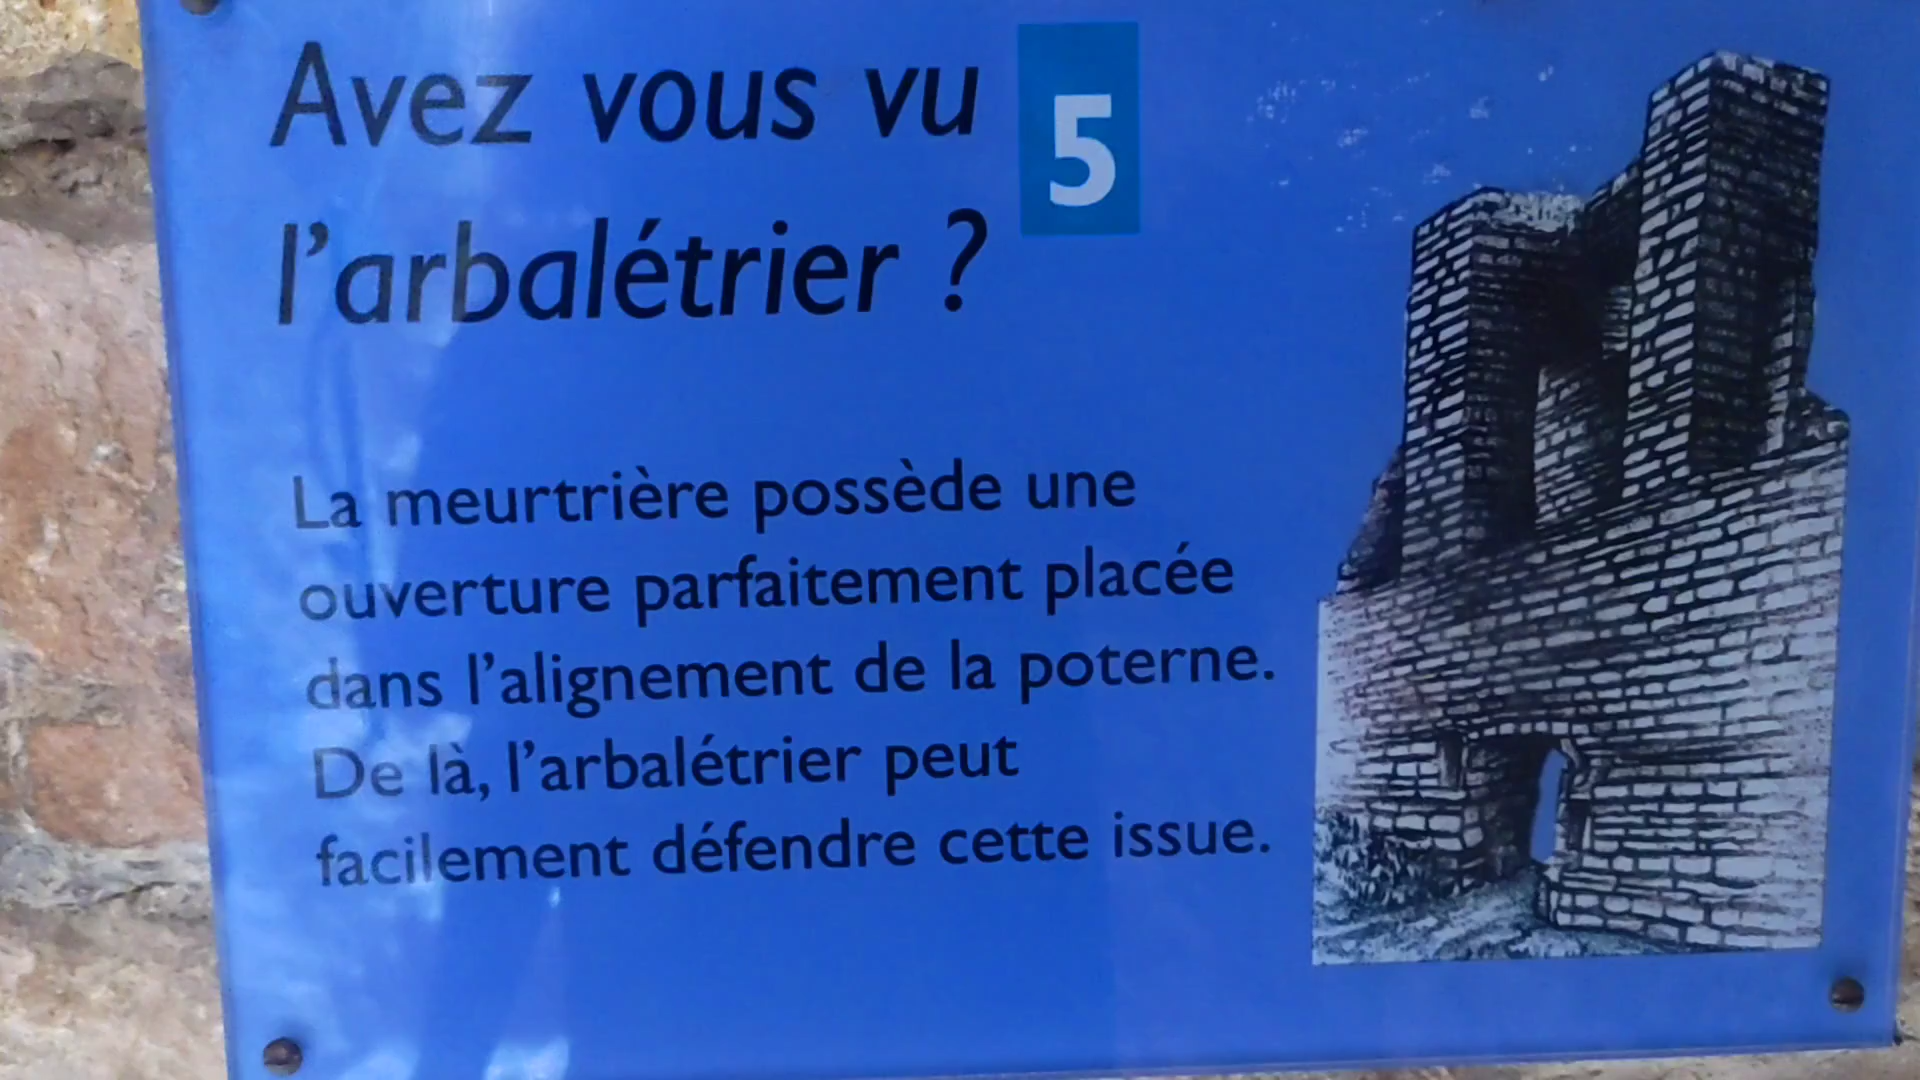 Avez vous vu 5
l'arbalétrier ?
La meurtrière possède une
ouverture parfaitement placée
dans l'alignement de la poterne.
De là, l'arbalétrier peut
facilement défendre cette issue.